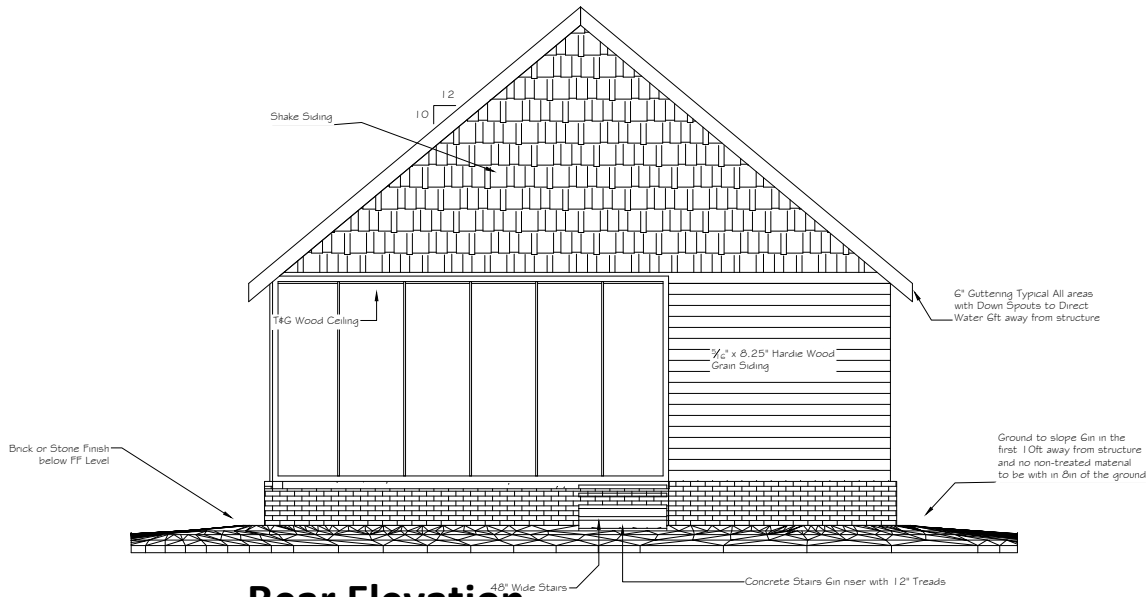 12
10
Shake Siding
6" Guttering Typical All areas
with Down Spouts to Direct
Water 6ft away from structure
T&G Wood Ceiling
5/16" x 8.25" Hardie Wood
Grain Siding
Brick or Stone Finish
below FF Level
Ground to slope 6in in the
first 10ft away from structure
and no non-treated material
to be with in 8in of the ground
48" Wide Stairs
Concrete Stairs 6in riser with 12" Treads
Rear Elevation